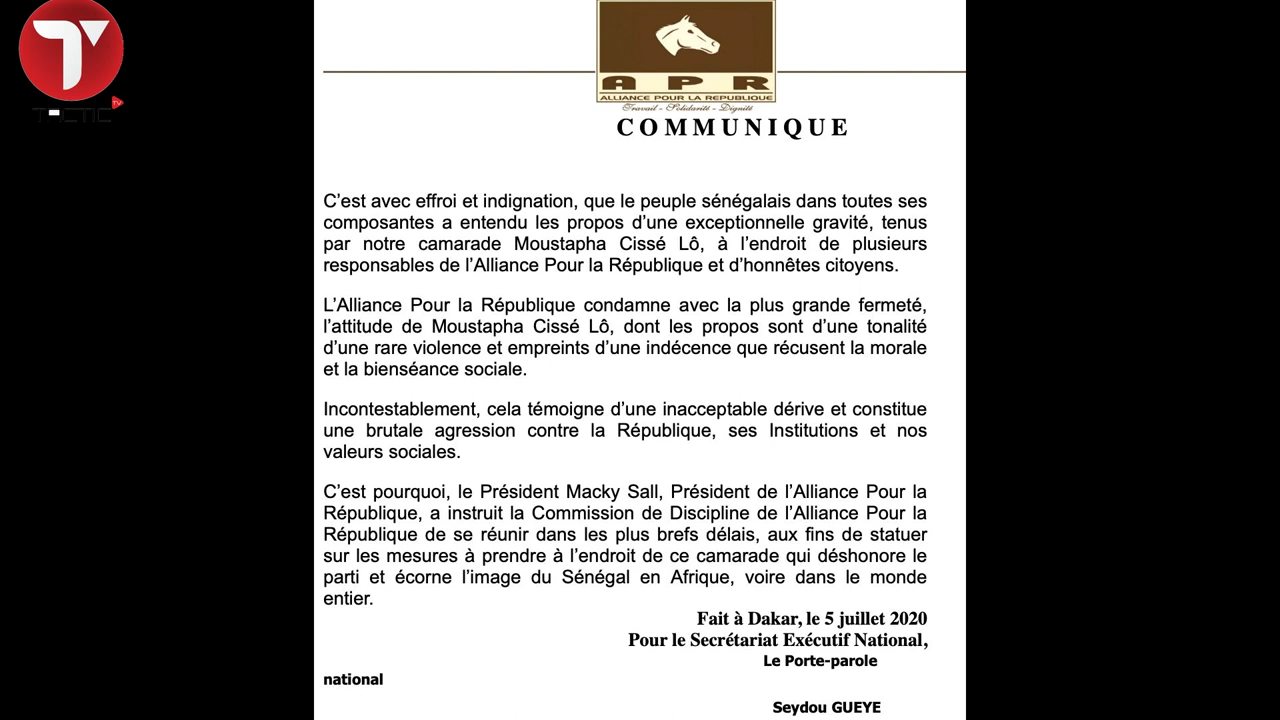 T
TACTIC TV
A P R
ALLIANCE POUR LA REPUBLIQUE
Travail - Solidarité - Dignité
COMMUNIQUE
C’est avec effroi et indignation, que le peuple sénégalais dans toutes ses
composantes a entendu les propos d’une exceptionnelle gravité, tenus
par notre camarade Moustapha Cissé Lô, à l’endroit de plusieurs
responsables de l’Alliance Pour la République et d’honnêtes citoyens.
L’Alliance Pour la République condamne avec la plus grande fermeté,
l’attitude de Moustapha Cissé Lô, dont les propos sont d’une tonalité
d’une rare violence et empreints d’une indécence que récusent la morale
et la bienséance sociale.
Incontestablement, cela témoigne d’une inacceptable dérive et constitue
une brutale agression contre la République, ses Institutions et nos
valeurs sociales.
C’est pourquoi, le Président Macky Sall, Président de l’Alliance Pour la
République, a instruit la Commission de Discipline de l’Alliance Pour la
République de se réunir dans les plus brefs délais, aux fins de statuer
sur les mesures à prendre à l’endroit de ce camarade qui déshonore le
parti et écorne l’image du Sénégal en Afrique, voire dans le monde
entier.
Fait à Dakar, le 5 juillet 2020
Pour le Secrétariat Exécutif National,
Le Porte-parole
national
Seydou GUEYE